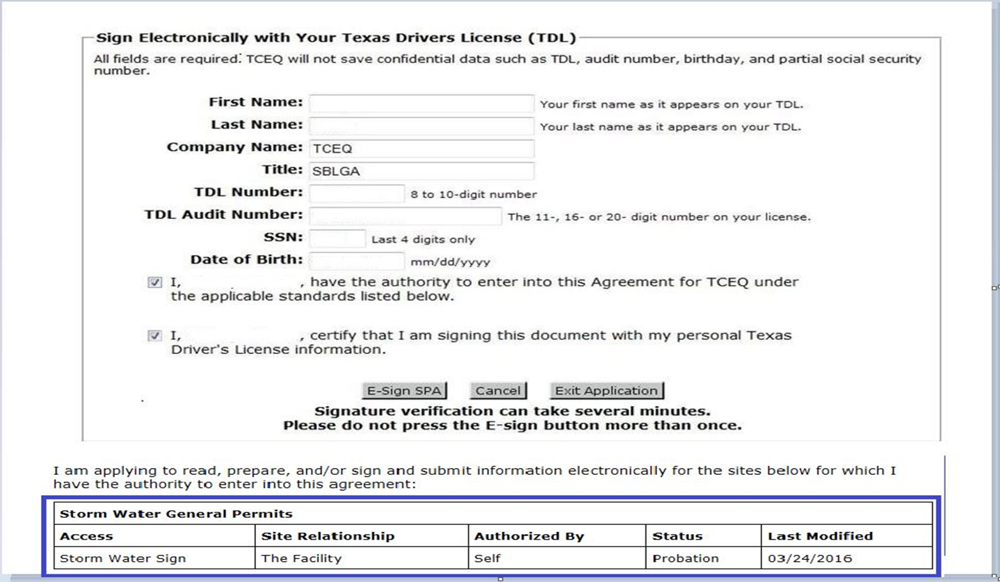 Sign Electronically with Your Texas Drivers License (TDL)
All fields are required. TCEQ will not save confidential data such as TDL, audit number, birthday, and partial social security
number.
First Name: Your first name as it appears on your TDL.
Last Name: Your last name as it appears on your TDL.
Company Name: TCEQ
Title: SBLGA
TDL Number: 8 to 10-digit number
TDL Audit Number: The 11-, 16- or 20- digit number on your license.
SSN: Last 4 digits only
Date of Birth: mm/dd/yyyy
I, , have the authority to enter into this Agreement for TCEQ under
the applicable standards listed below.
I, , certify that I am signing this document with my personal Texas
Driver's License information.
E-Sign SPA Cancel Exit Application
Signature verification can take several minutes.
Please do not press the E-sign button more than once.
I am applying to read, prepare, and/or sign and submit information electronically for the sites below for which I
have the authority to enter into this agreement:
Storm Water General Permits
Access Site Relationship Authorized By Status Last Modified
Storm Water Sign The Facility Self Probation 03/24/2016